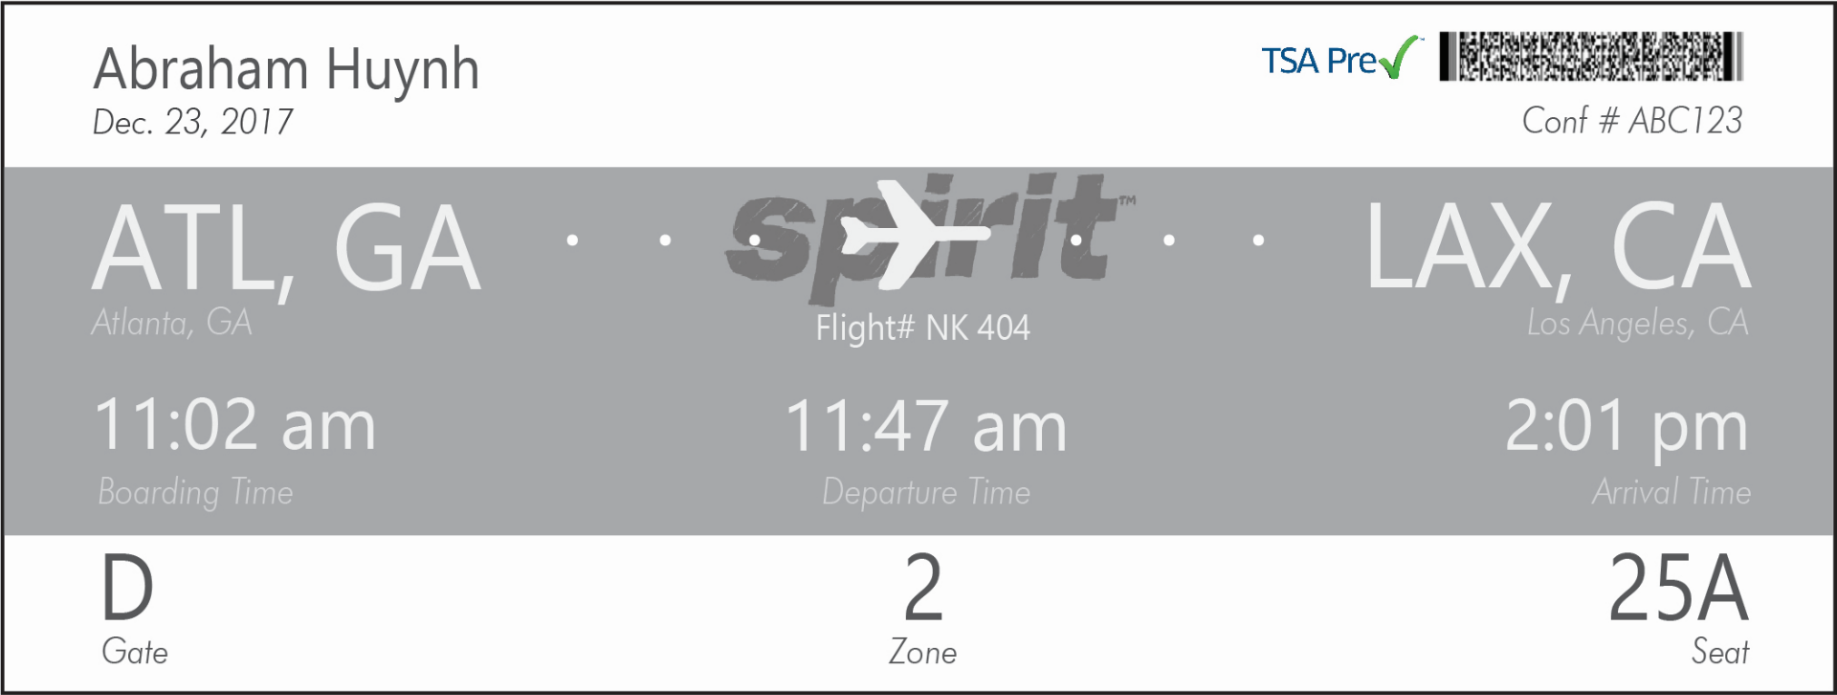 Abraham Huynh
Dec. 23, 2017
TSA Pre✓™
Conf # ABC123
ATL, GA
Atlanta, GA
spirit™
Flight# NK 404
LAX, CA
Los Angeles, CA
11:02 am
Boarding Time
11:47 am
Departure Time
2:01 pm
Arrival Time
D
Gate
2
Zone
25A
Seat